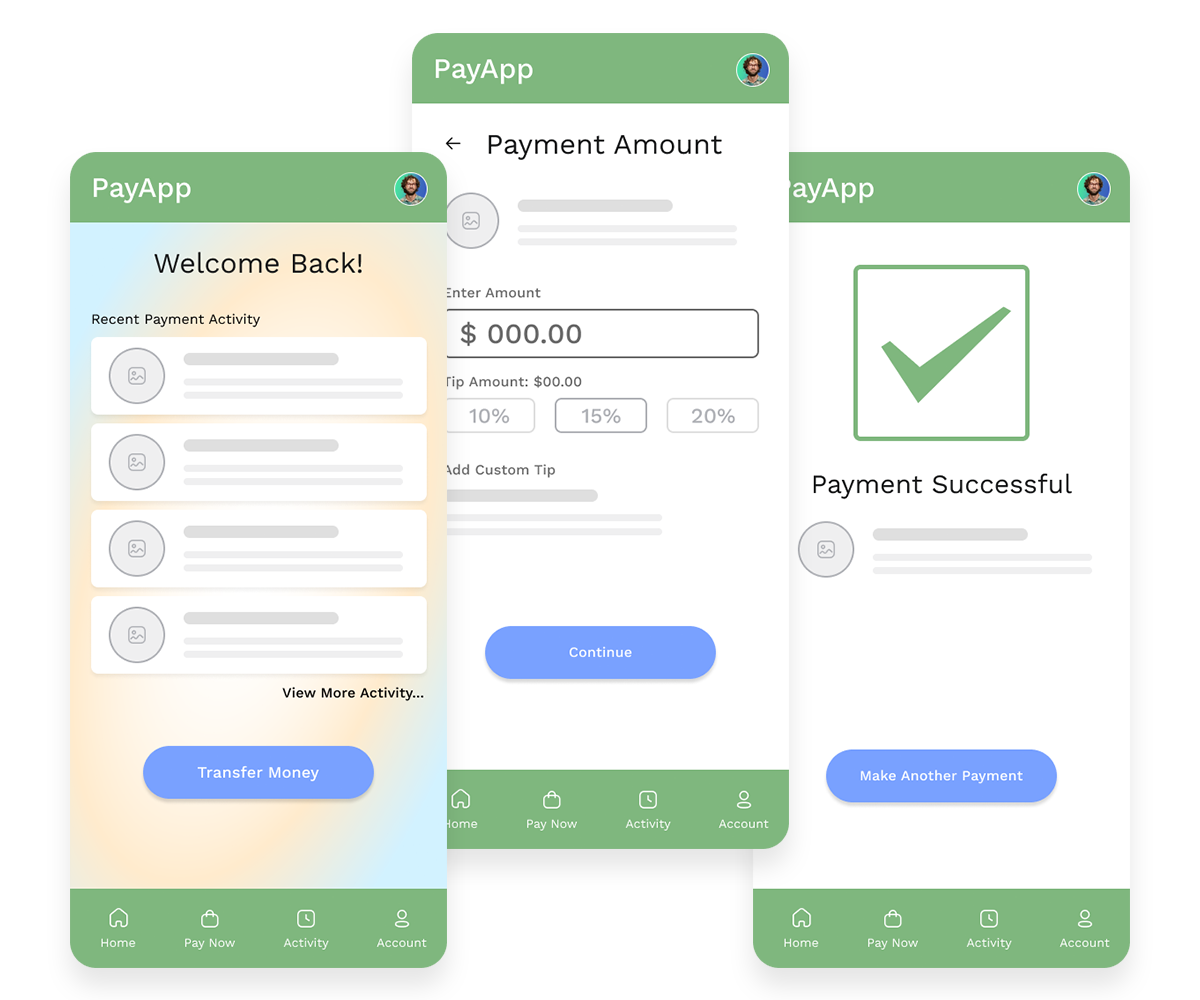 PayApp
Welcome Back!
Recent Payment Activity
View More Activity...
Transfer Money
Home Pay Now Activity Account
PayApp
Payment Amount
Enter Amount
$ 000.00
Tip Amount: $00.00
10% 15% 20%
Add Custom Tip
Continue
Home Pay Now Activity Account
PayApp
Payment Successful
Make Another Payment
Home Pay Now Activity Account